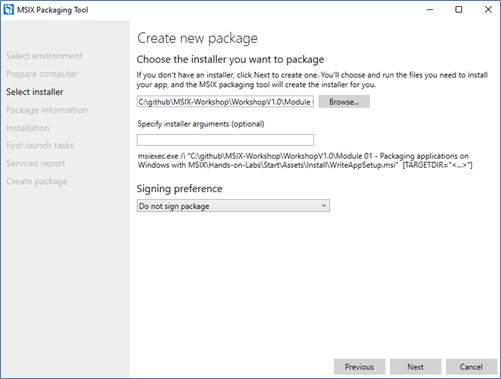 MSIX Packaging Tool
Create new package
Select environment
Prepare computer
Select installer
Package information
Installation
First launch tasks
Services report
Create package
Choose the installer you want to package
If you don't have an installer, click Next to create one. You'll choose and run the files you need to install
your app, and the MSIX packaging tool will create the installer for you.
C:\github\MSIX-Workshop\WorkshopV1.0\Module
Browse...
Specify installer arguments (optional)
msiexec.exe /i "C:\github\MSIX-Workshop\WorkshopV1.0\Module 01 - Packaging applications on
Windows with MSIX\Hands-on-Labs\Start\Assets\Install\WriteAppSetup.msi" [TARGETDIR="<...>"]
Signing preference
Do not sign package
Previous
Next
Cancel